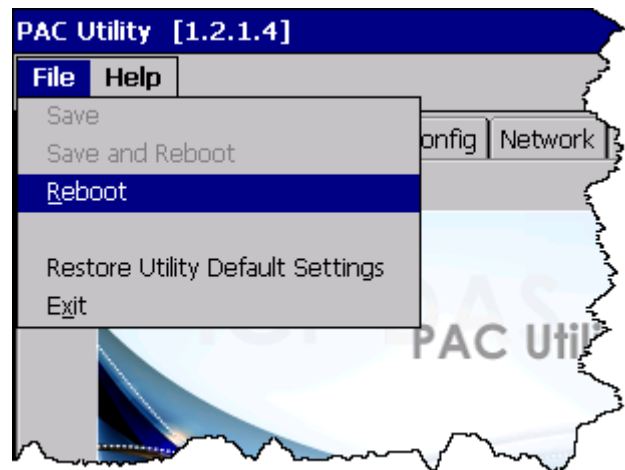 PAC Utility [1.2.1.4]
File Help
Save
Save and Reboot
onfig Network
Reboot
Restore Utility Default Settings
Exit
PAC Utili